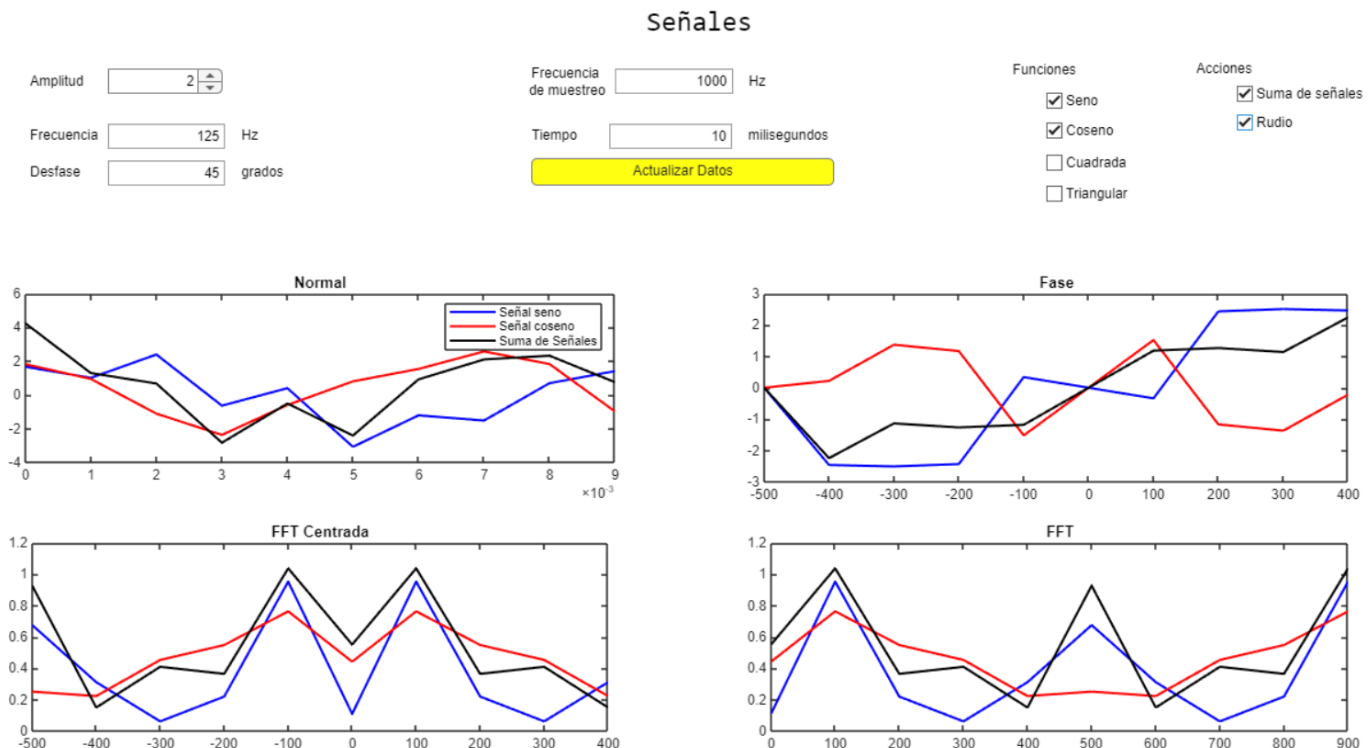 Señales
Amplitud 2
Frecuencia de muestreo 1000 Hz
Funciones
Acciones
Seno
Suma de señales
Coseno
Rudio
Frecuencia 125 Hz
Tiempo 10 milisegundos
Cuadrada
Desfase 45 grados
Actualizar Datos
Triangular
Normal
6
4
2
0
-2
-4
Señal seno
Señal coseno
Suma de Señales
0 1 2 3 4 5 6 7 8 9
×10⁻³
Fase
3
2
1
0
-1
-2
-3
-500 -400 -300 -200 -100 0 100 200 300 400
FFT Centrada
1.2
1
0.8
0.6
0.4
0.2
0
-500 -400 -300 -200 -100 0 100 200 300 400
FFT
1.2
1
0.8
0.6
0.4
0.2
0
0 100 200 300 400 500 600 700 800 900